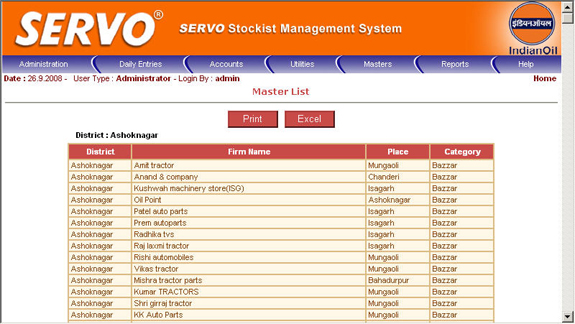 SERVO® SERVO Stockist Management System
इंडियनऑयल
IndianOil
Administration Daily Entries Accounts Utilities Masters Reports Help
Date : 26.9.2008 - User Type : Administrator - Login By : admin Home
Master List
Print Excel
District : Ashoknagar
District Firm Name Place Category
Ashoknagar Amit tractor Mungaoli Bazzar
Ashoknagar Anand & company Chanderi Bazzar
Ashoknagar Kushwah machinery store(ISG) Isagarh Bazzar
Ashoknagar Oil Point Ashoknagar Bazzar
Ashoknagar Patel auto parts Isagarh Bazzar
Ashoknagar Prem autoparts Isagarh Bazzar
Ashoknagar Radhika tvs Isagarh Bazzar
Ashoknagar Raj laxmi tractor Isagarh Bazzar
Ashoknagar Rishi automobiles Mungaoli Bazzar
Ashoknagar Vikas tractor Mungaoli Bazzar
Ashoknagar Mishra tractor parts Bahadurpur Bazzar
Ashoknagar Kumar TRACTORS Mungaoli Bazzar
Ashoknagar Shri girraj tractor Mungaoli Bazzar
Ashoknagar KK Auto Parts Mungaoli Bazzar